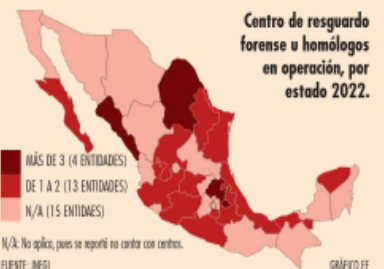 Centro de resguardo
forense u homólogos
en operación, por
estado 2022.
MÁS DE 3 (4 ENTIDADES)
DE 1 A 2 (13 ENTIDADES)
N/A (15 ENTIDAES)
N/A: No aplica, pues se reportó no contar con centros.
FUENTE: INEGI
GRÁFICO EE